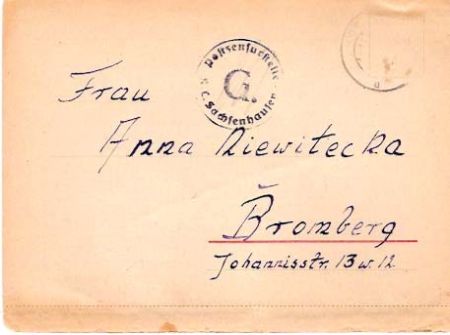 Postzensurstelle
K. L. Sachsenhausen
G.
Frau
Anna Niewitecka
Bromberg
Johannisstr. 13 w. 12